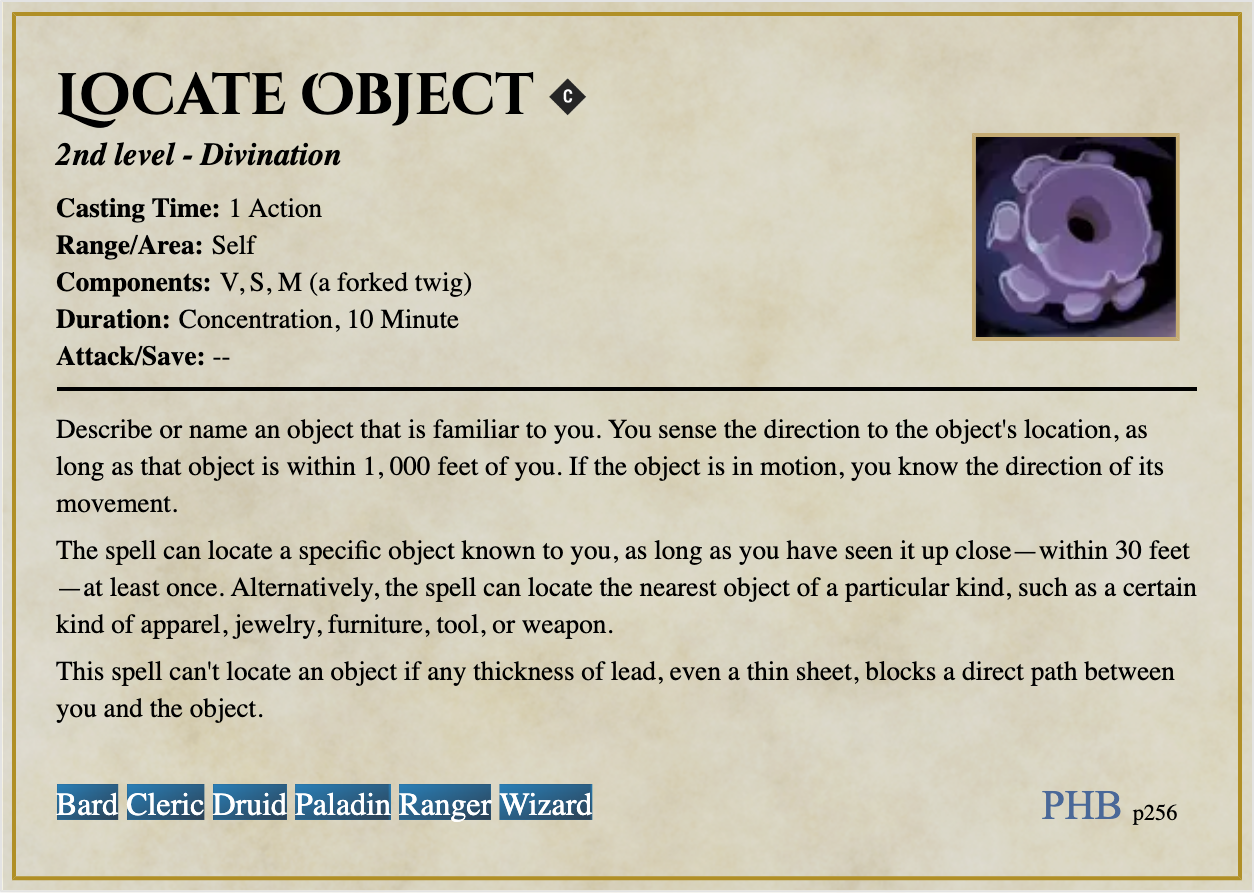 Locate Object C
2nd level - Divination
Casting Time: 1 Action
Range/Area: Self
Components: V, S, M (a forked twig)
Duration: Concentration, 10 Minute
Attack/Save: --
Describe or name an object that is familiar to you. You sense the direction to the object's location, as
long as that object is within 1, 000 feet of you. If the object is in motion, you know the direction of its
movement.
The spell can locate a specific object known to you, as long as you have seen it up close—within 30 feet
—at least once. Alternatively, the spell can locate the nearest object of a particular kind, such as a certain
kind of apparel, jewelry, furniture, tool, or weapon.
This spell can't locate an object if any thickness of lead, even a thin sheet, blocks a direct path between
you and the object.
Bard Cleric Druid Paladin Ranger Wizard PHB p256